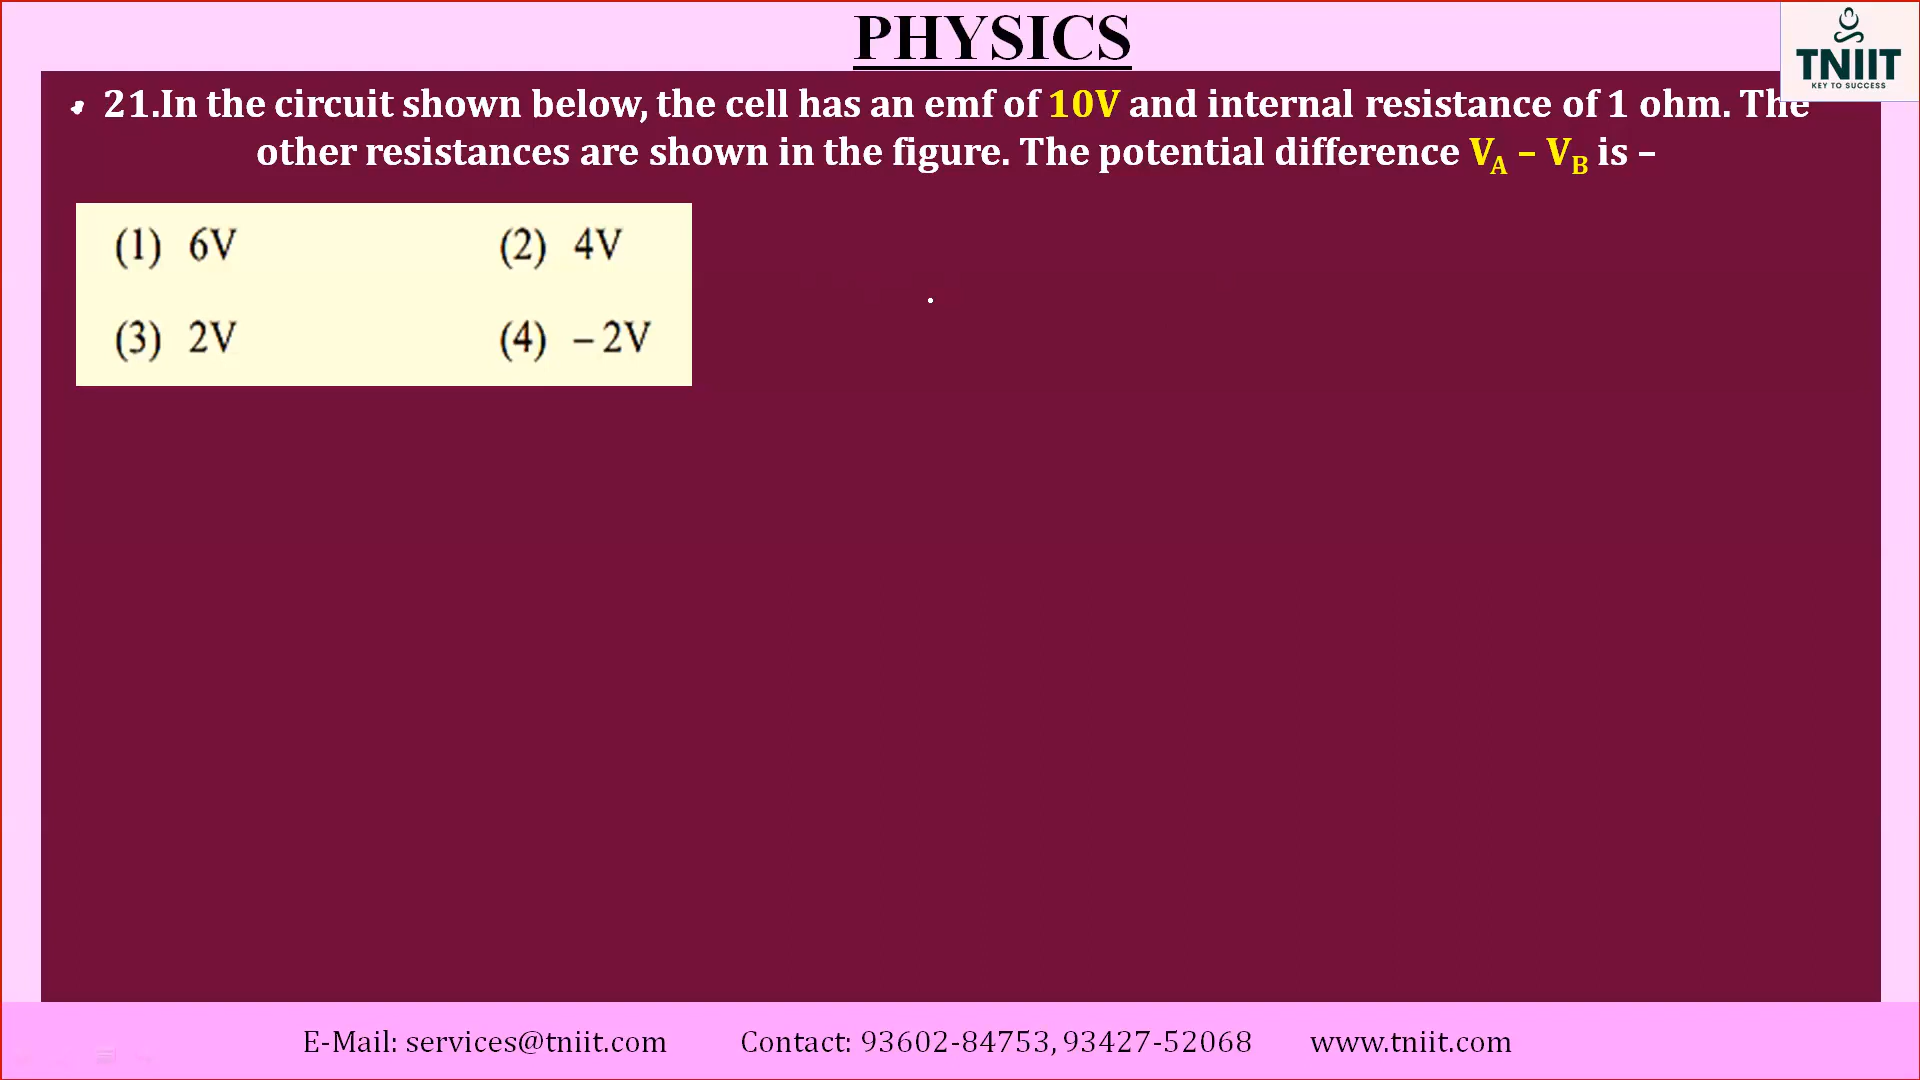 PHYSICS
TNIIT
KEY TO SUCCESS
• 21.In the circuit shown below, the cell has an emf of 10V and internal resistance of 1 ohm. The
other resistances are shown in the figure. The potential difference VA – VB is –
(1) 6V (2) 4V
(3) 2V (4) – 2V
.
E-Mail: services@tniit.com Contact: 93602-84753, 93427-52068 www.tniit.com